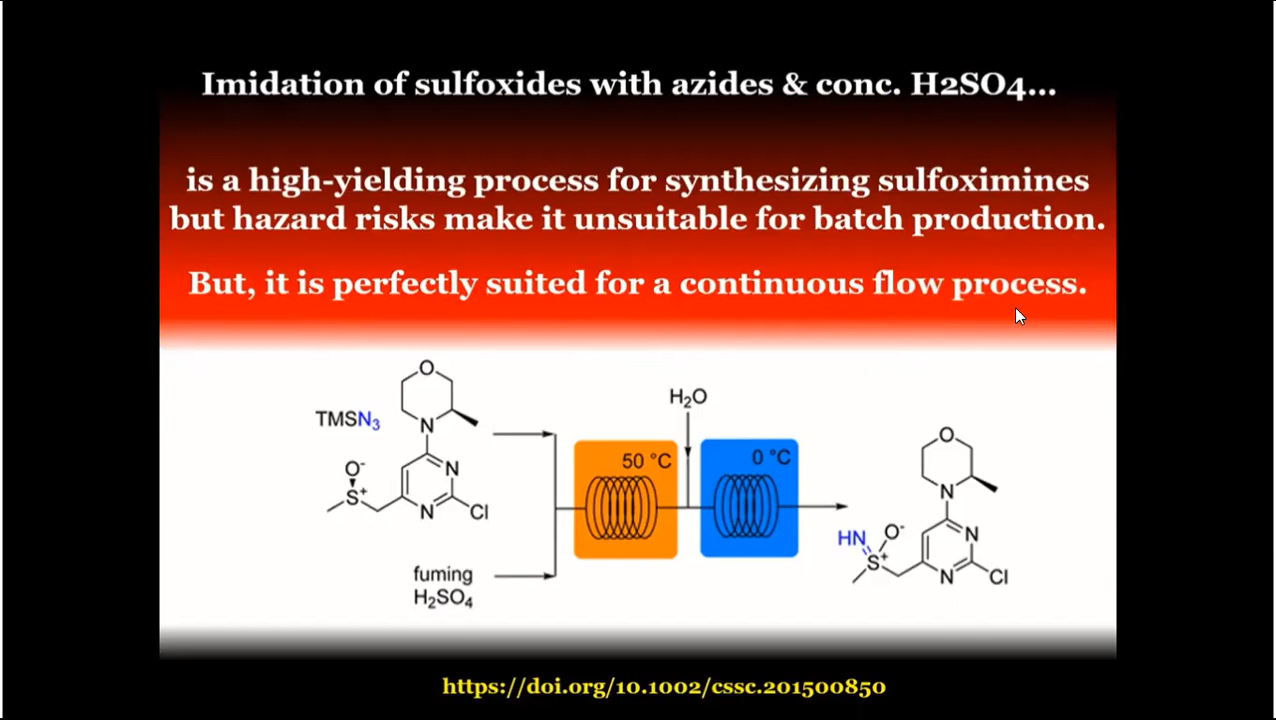 Imidation of sulfoxides with azides & conc. H2SO4...
is a high-yielding process for synthesizing sulfoximines
but hazard risks make it unsuitable for batch production.
But, it is perfectly suited for a continuous flow process.
TMSN₃
O
N
N
N
Cl
O⁻
S⁺
fuming
H₂SO₄
50 °C
H₂O
0 °C
O
N
N
N
Cl
HN
O⁻
S⁺
https://doi.org/10.1002/cssc.201500850